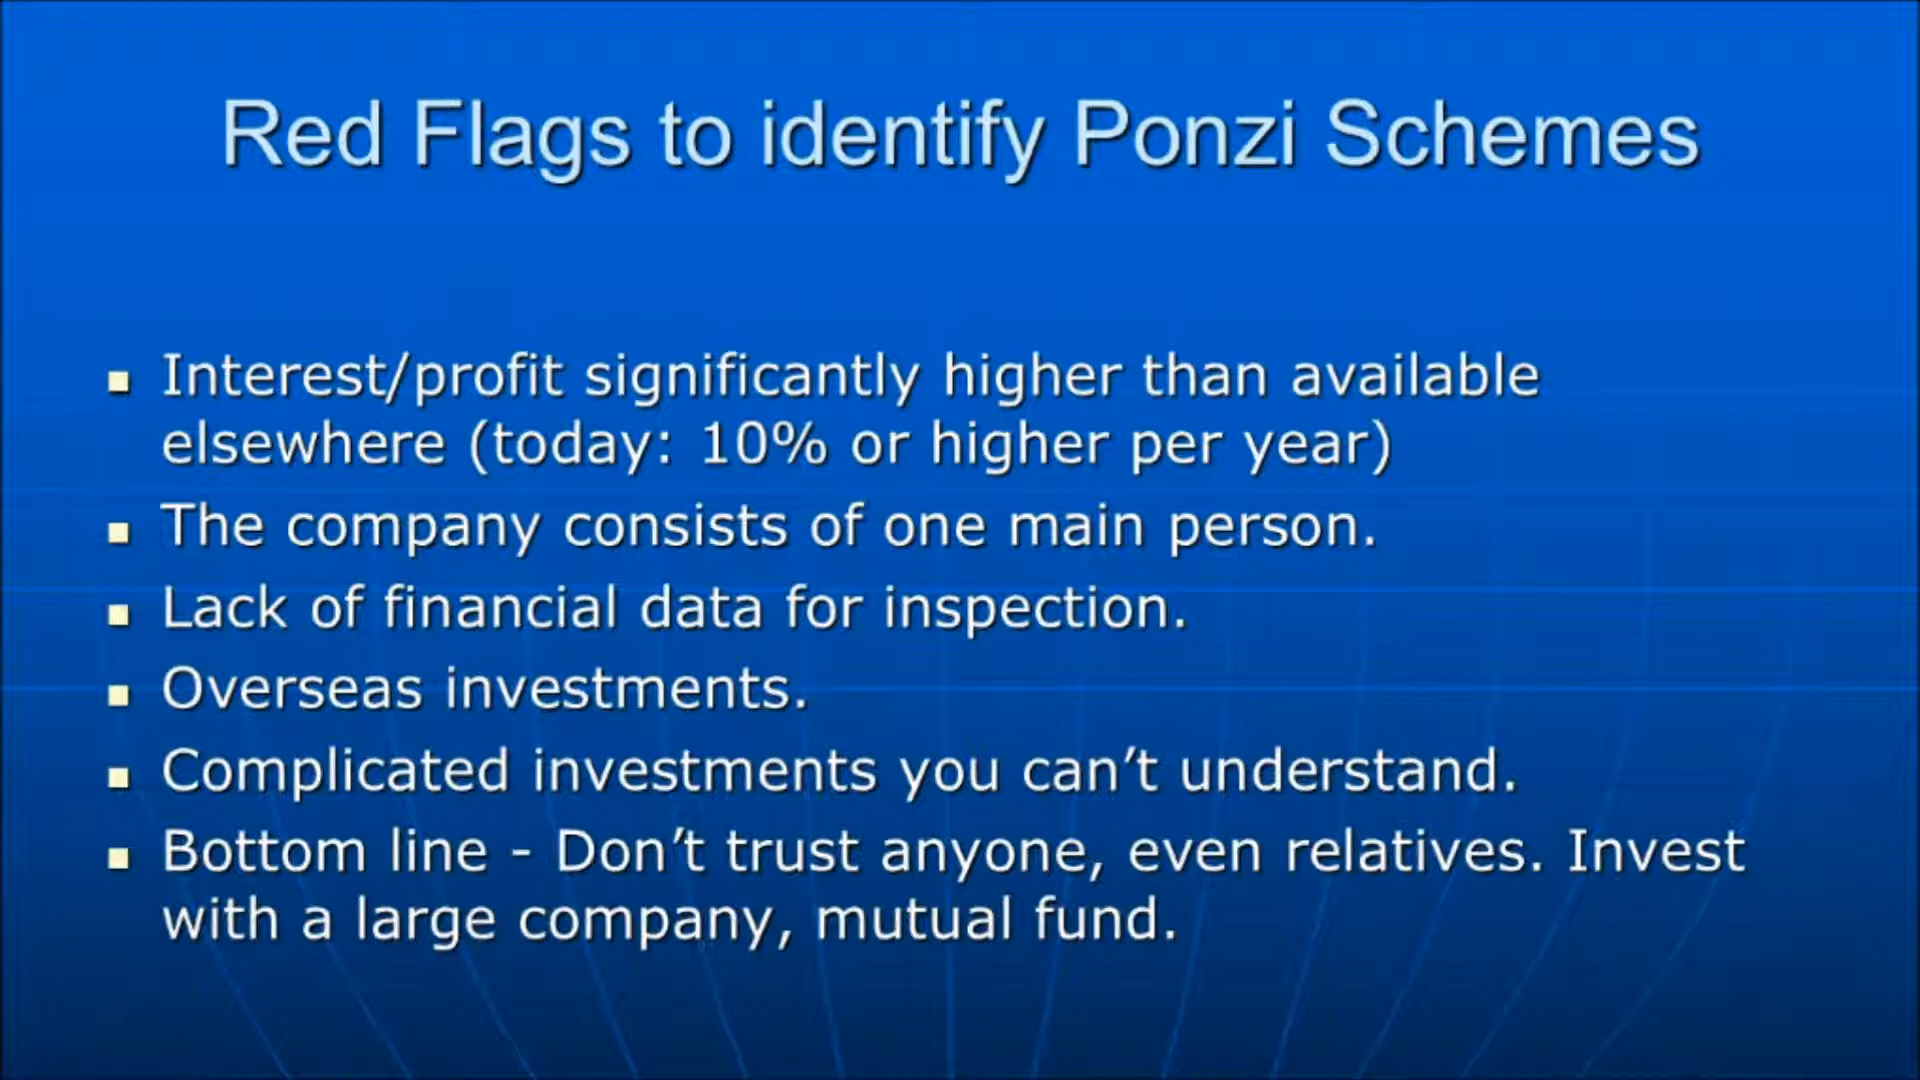 Red Flags to identify Ponzi Schemes
Interest/profit significantly higher than available
elsewhere (today: 10% or higher per year)
The company consists of one main person.
Lack of financial data for inspection.
Overseas investments.
Complicated investments you can’t understand.
Bottom line - Don’t trust anyone, even relatives. Invest
with a large company, mutual fund.